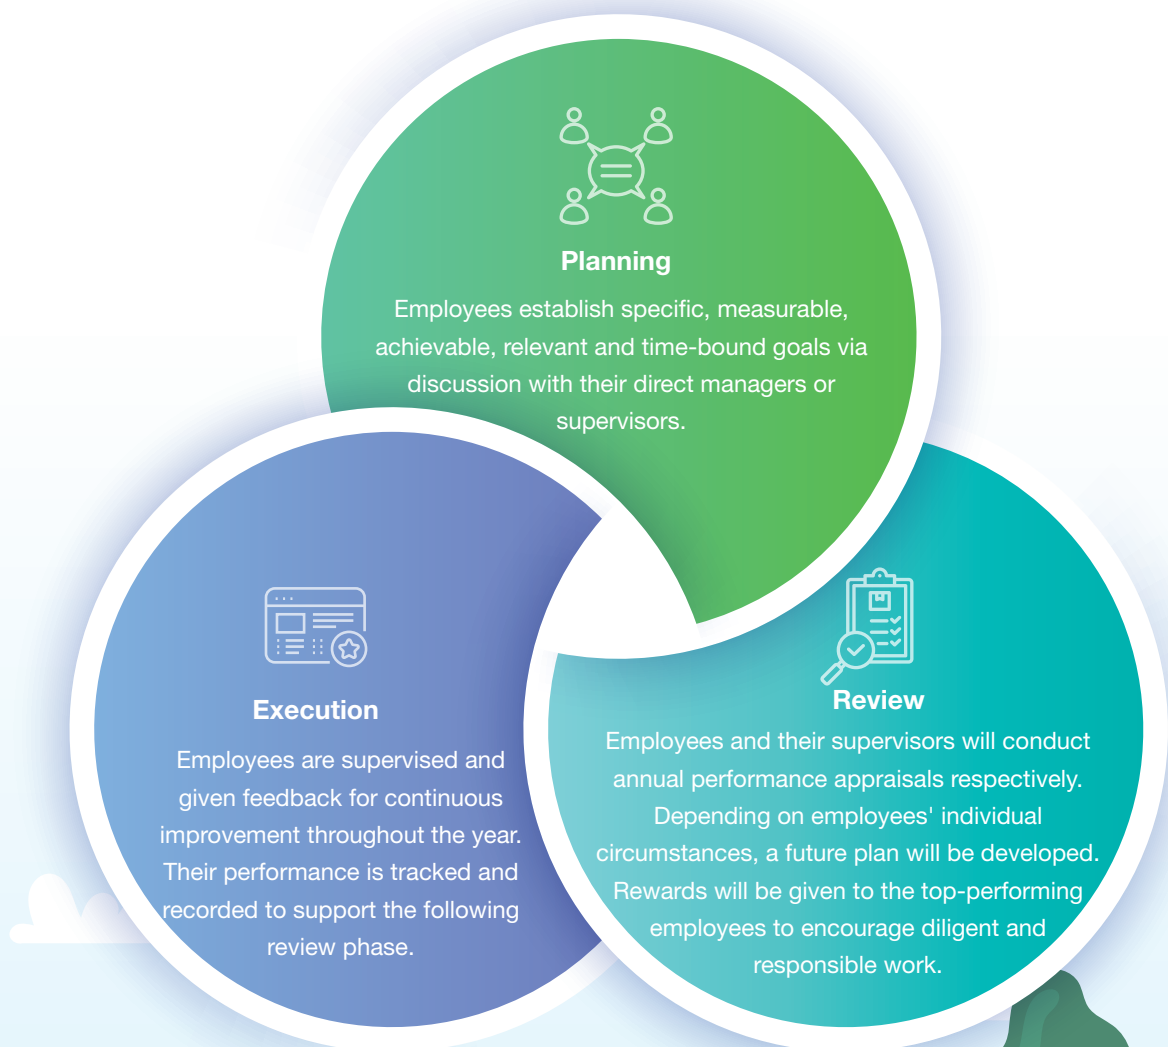 Planning
Employees establish specific, measurable,
achievable, relevant and time-bound goals via
discussion with their direct managers or
supervisors.
Execution
Employees are supervised and
given feedback for continuous
improvement throughout the year.
Their performance is tracked and
recorded to support the following
review phase.
Review
Employees and their supervisors will conduct
annual performance appraisals respectively.
Depending on employees' individual
circumstances, a future plan will be developed.
Rewards will be given to the top-performing
employees to encourage diligent and
responsible work.